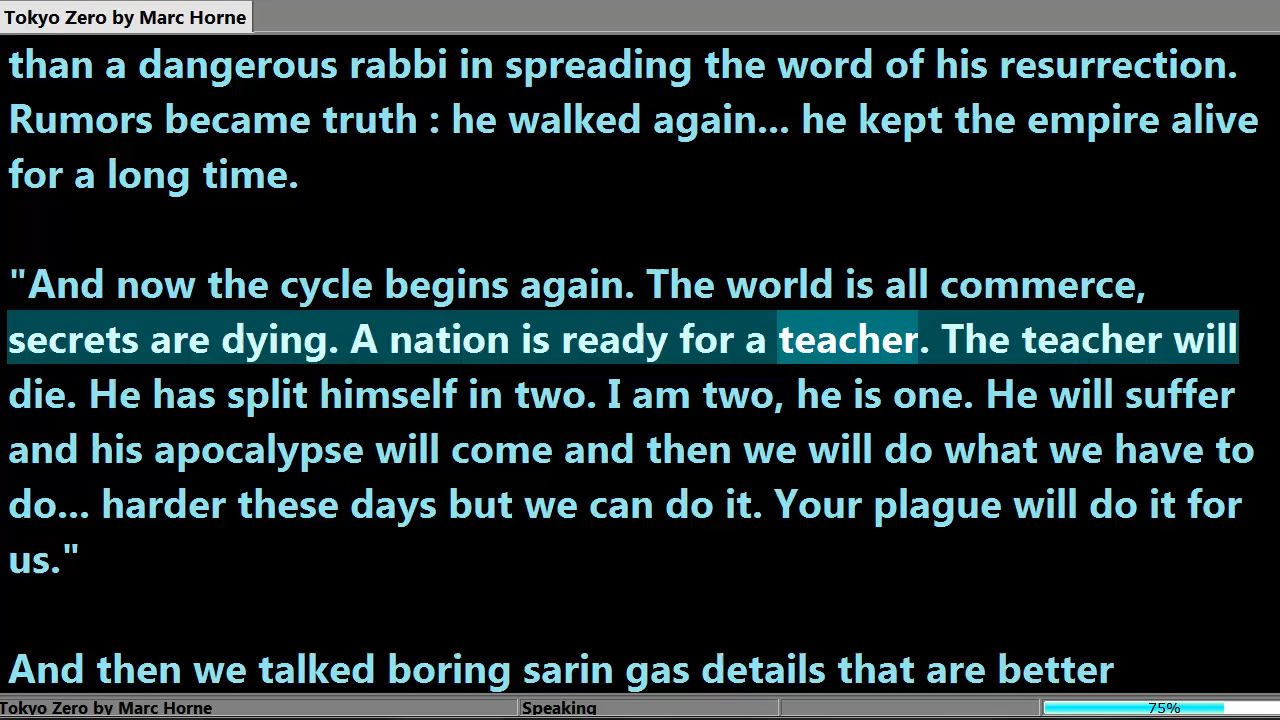 Tokyo Zero by Marc Horne
than a dangerous rabbi in spreading the word of his resurrection.
Rumors became truth : he walked again... he kept the empire alive
for a long time.
"And now the cycle begins again. The world is all commerce,
secrets are dying. A nation is ready for a teacher. The teacher will
die. He has split himself in two. I am two, he is one. He will suffer
and his apocalypse will come and then we will do what we have to
do... harder these days but we can do it. Your plague will do it for
us."
And then we talked boring sarin gas details that are better
Tokyo Zero by Marc Horne Speaking 75%